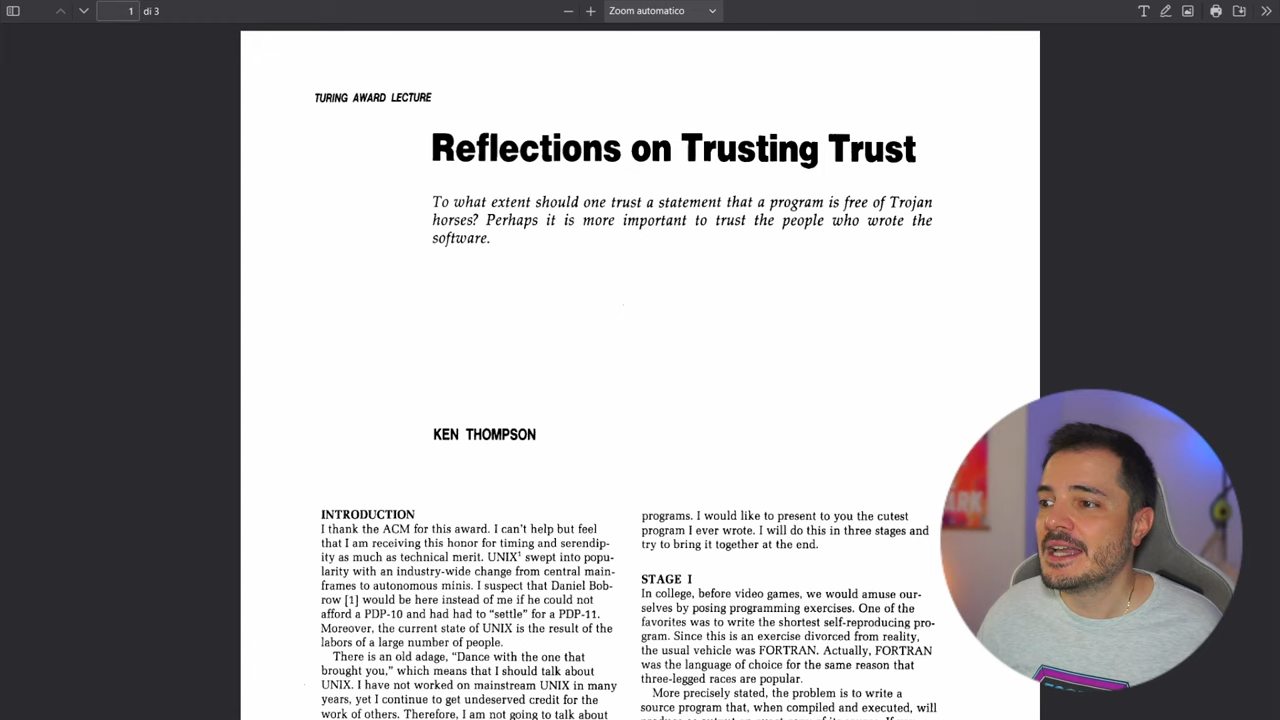 1 di 3
Zoom automatico
TURING AWARD LECTURE
Reflections on Trusting Trust
To what extent should one trust a statement that a program is free of Trojan
horses? Perhaps it is more important to trust the people who wrote the
software.
KEN THOMPSON
INTRODUCTION
I thank the ACM for this award. I can't help but feel
that I am receiving this honor for timing and serendip-
ity as much as technical merit. UNIX¹ swept into popu-
larity with an industry-wide change from central main-
frames to autonomous minis. I suspect that Daniel Bob-
row [1] would be here instead of me if he could not
afford a PDP-10 and had had to “settle” for a PDP-11.
Moreover, the current state of UNIX is the result of the
labors of a large number of people.
There is an old adage, “Dance with the one that
brought you,” which means that I should talk about
UNIX. I have not worked on mainstream UNIX in many
years, yet I continue to get undeserved credit for the
work of others. Therefore, I am not going to talk about
programs. I would like to present to you the cutest
program I ever wrote. I will do this in three stages and
try to bring it together at the end.
STAGE I
In college, before video games, we would amuse our-
selves by posing programming exercises. One of the
favorites was to write the shortest self-reproducing pro-
gram. Since this is an exercise divorced from reality,
the usual vehicle was FORTRAN. Actually, FORTRAN
was the language of choice for the same reason that
three-legged races are popular.
More precisely stated, the problem is to write a
source program that, when compiled and executed, will